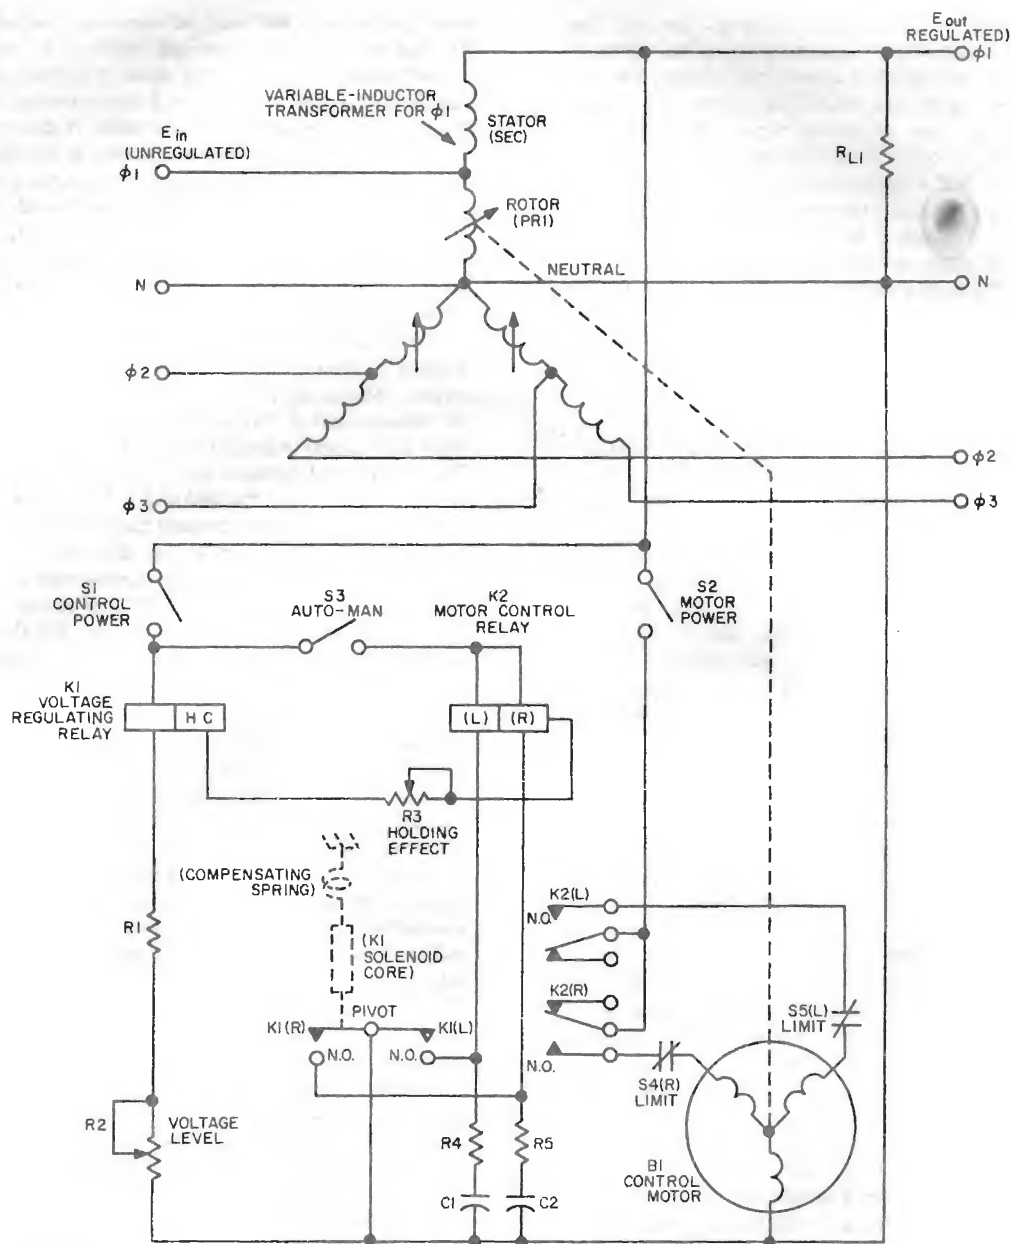 E out
REGULATED)
φ1
VARIABLE-INDUCTOR
TRANSFORMER FOR φ1
STATOR
(SEC)
E in
(UNREGULATED)
φ1
RL1
ROTOR
(PRI)
N
NEUTRAL
N
φ2
φ2
φ3
φ3
S1
CONTROL
POWER
S3
AUTO-MAN
K2
MOTOR CONTROL
RELAY
S2
MOTOR
POWER
K1
VOLTAGE
REGULATING
RELAY
H C
(L)
(R)
R3
HOLDING
EFFECT
(COMPENSATING
SPRING)
K2(L)
N.O.
R1
(K1
SOLENOID
CORE)
K2(R)
PIVOT
K1(R)
K1(L)
S5(L)
LIMIT
N.O.
N.O.
N.O.
S4(R)
LIMIT
R2
VOLTAGE
LEVEL
R4
R5
B1
CONTROL
MOTOR
C1
C2